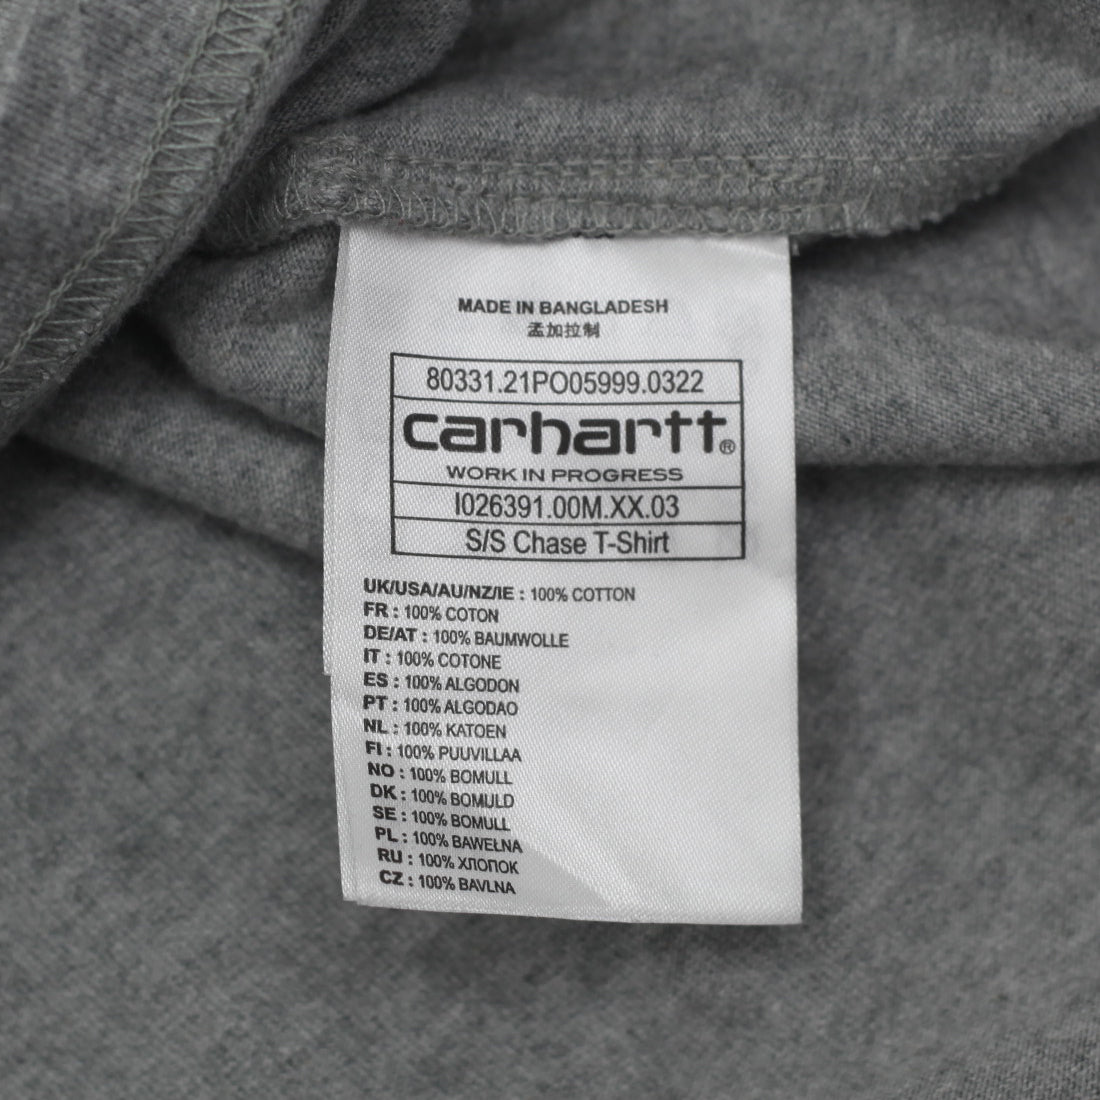 MADE IN BANGLADESH
孟加拉制
80331.21PO05999.0322
carhartt®
WORK IN PROGRESS
I026391.00M.XX.03
S/S Chase T-Shirt
UK/USA/AU/NZ/IE : 100% COTTON
FR : 100% COTON
DE/AT : 100% BAUMWOLLE
IT : 100% COTONE
ES : 100% ALGODON
PT : 100% ALGODAO
NL : 100% KATOEN
FI : 100% PUUVILLAA
NO : 100% BOMULL
DK : 100% BOMULD
SE : 100% BOMULL
PL : 100% BAWEŁNA
RU : 100% ХЛОПОК
CZ : 100% BAVLNA